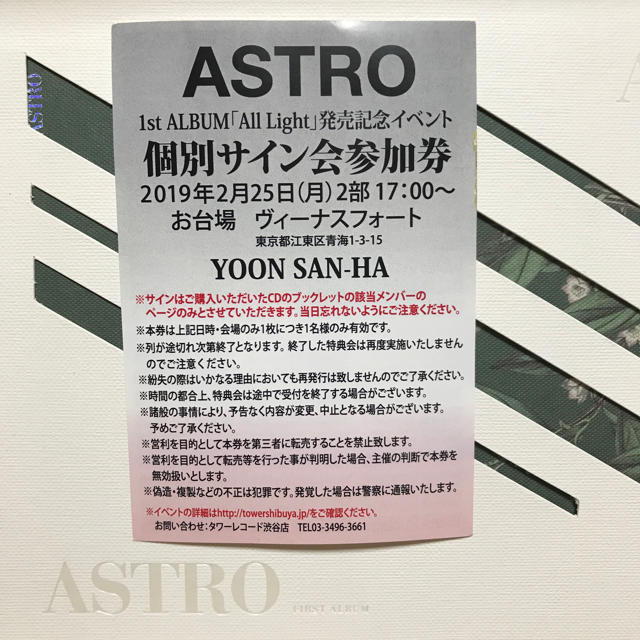 ASTRO
1st ALBUM「All Light」発売記念イベント
個別サイン会参加券
2019年2月25日(月)2部 17:00〜
お台場　ヴィーナスフォート
東京都江東区青海1-3-15
YOON SAN-HA
※サインはご購入いただいたCDのブックレットの該当メンバーの
ページのみとさせていただきます。当日忘れないようにご注意ください。
※本券は上記日時・会場のみ1枚につき1名様のみ有効です。
※列が途切れ次第終了となります。終了した特典会は再度実施いたしません
のでご注意ください。
※紛失の際はいかなる理由においても再発行は致しませんのでご了承ください。
※時間の都合上、特典会は途中で受付を終了する場合がございます。
※諸般の事情により、予告なく内容が変更、中止となる場合がございます。
予めご了承ください。
※営利を目的として本券を第三者に転売することを禁止致します。
※営利を目的として転売等を行った事が判明した場合、主催の判断で本券を
無効扱いとします。
※偽造・複製などの不正は犯罪です。発覚した場合は警察に通報いたします。
※イベントの詳細はhttp://towershibuya.jp/をご確認ください。
お問い合わせ：タワーレコード渋谷店　TEL03-3496-3661
ASTRO
ASTRO FIRST ALBUM
A